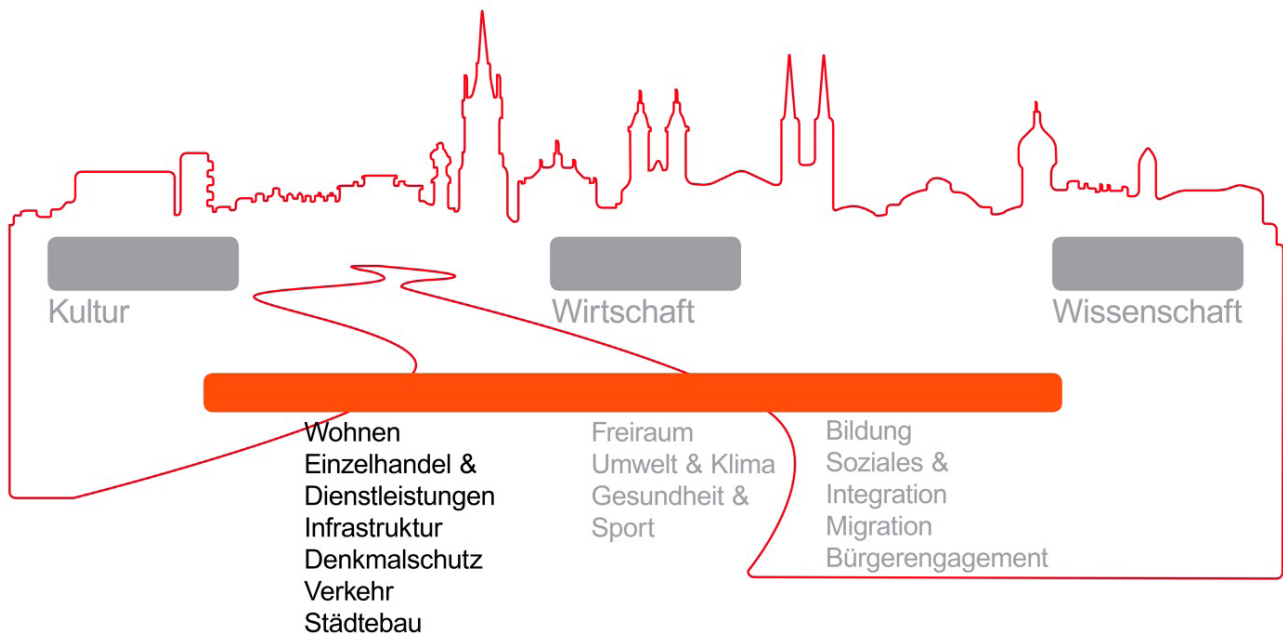 Kultur
Wirtschaft
Wissenschaft
Wohnen
Einzelhandel &
Dienstleistungen
Infrastruktur
Denkmalschutz
Verkehr
Städtebau
Freiraum
Umwelt & Klima
Gesundheit &
Sport
Bildung
Soziales &
Integration
Migration
Bürgerengagement